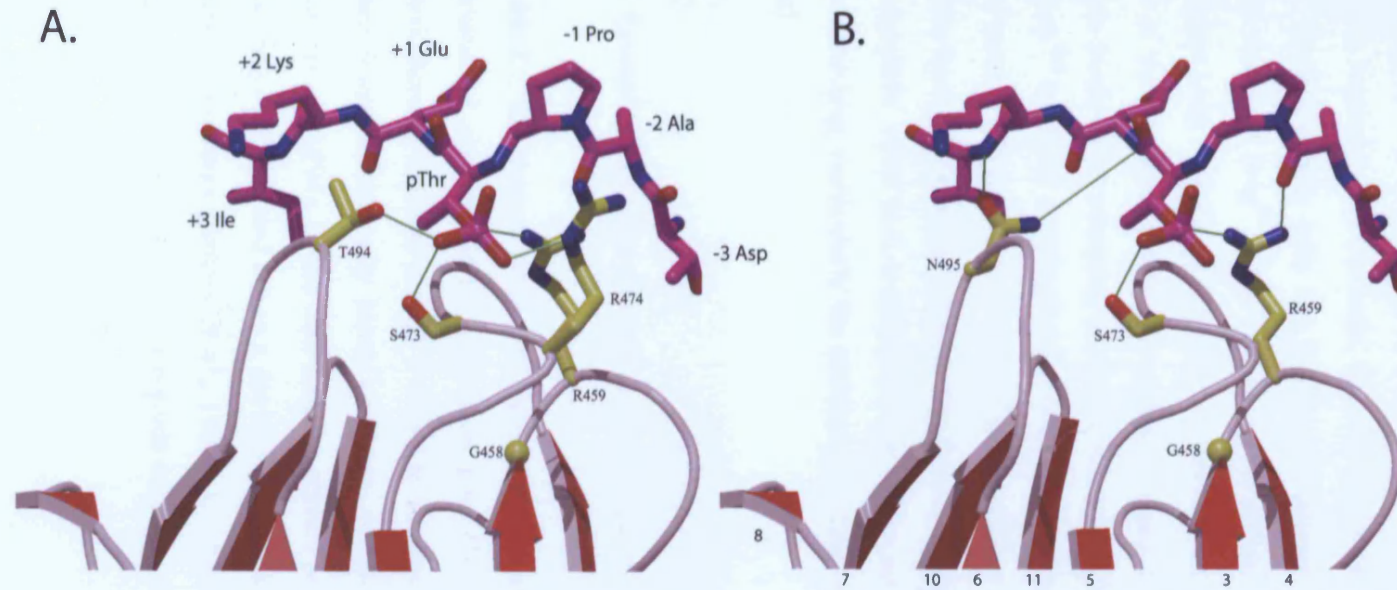 A.
+2 Lys
+1 Glu
-1 Pro
-2 Ala
pThr
+3 Ile
T494
-3 Asp
R474
S473
R459
G458
B.
N495
R459
S473
G458
8
7 10 6 11 5 3 4